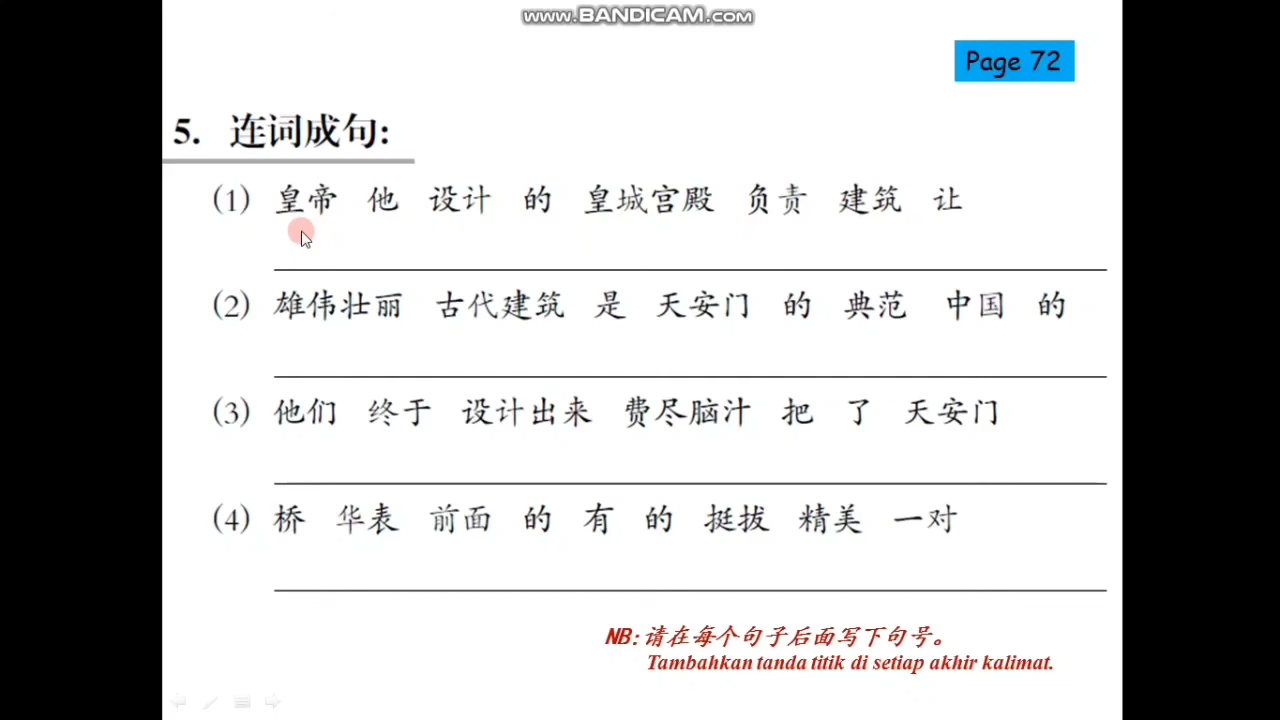 www.BANDICAM.com
Page 72
5. 连词成句:
(1) 皇帝 他 设计 的 皇城宫殿 负责 建筑 让
(2) 雄伟壮丽 古代建筑 是 天安门 的 典范 中国 的
(3) 他们 终于 设计出来 费尽脑汁 把 了 天安门
(4) 桥 华表 前面 的 有 的 挺拔 精美 一对
NB: 请在每个句子后面写下句号。
Tambahkan tanda titik di setiap akhir kalimat.